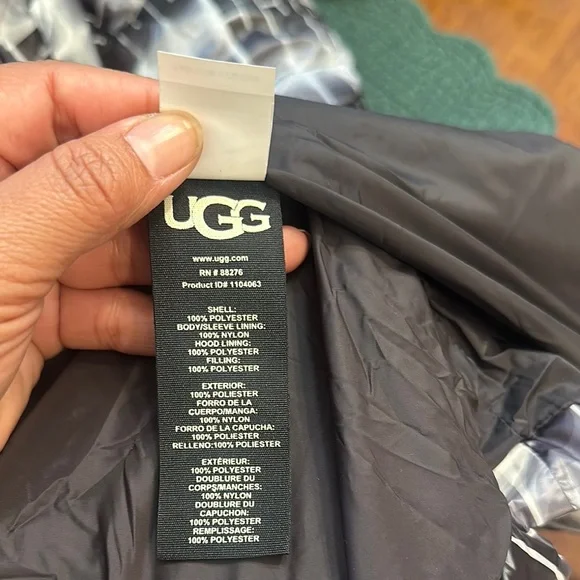 UGG
www.ugg.com
RN # 88276
Product ID# 1104063
SHELL:
100% POLYESTER
BODY/SLEEVE LINING:
100% NYLON
HOOD LINING:
100% POLYESTER
FILLING:
100% POLYESTER
EXTERIOR:
100% POLIESTER
FORRO DE LA
CUERPO/MANGA:
100% NYLON
FORRO DE LA CAPUCHA:
100% POLIESTER
RELLENO:100% POLIESTER
EXTÉRIEUR:
100% POLYESTER
DOUBLURE DU
CORPS/MANCHES:
100% NYLON
DOUBLURE DU
CAPUCHON:
100% POLYESTER
REMPLISSAGE:
100% POLYESTER